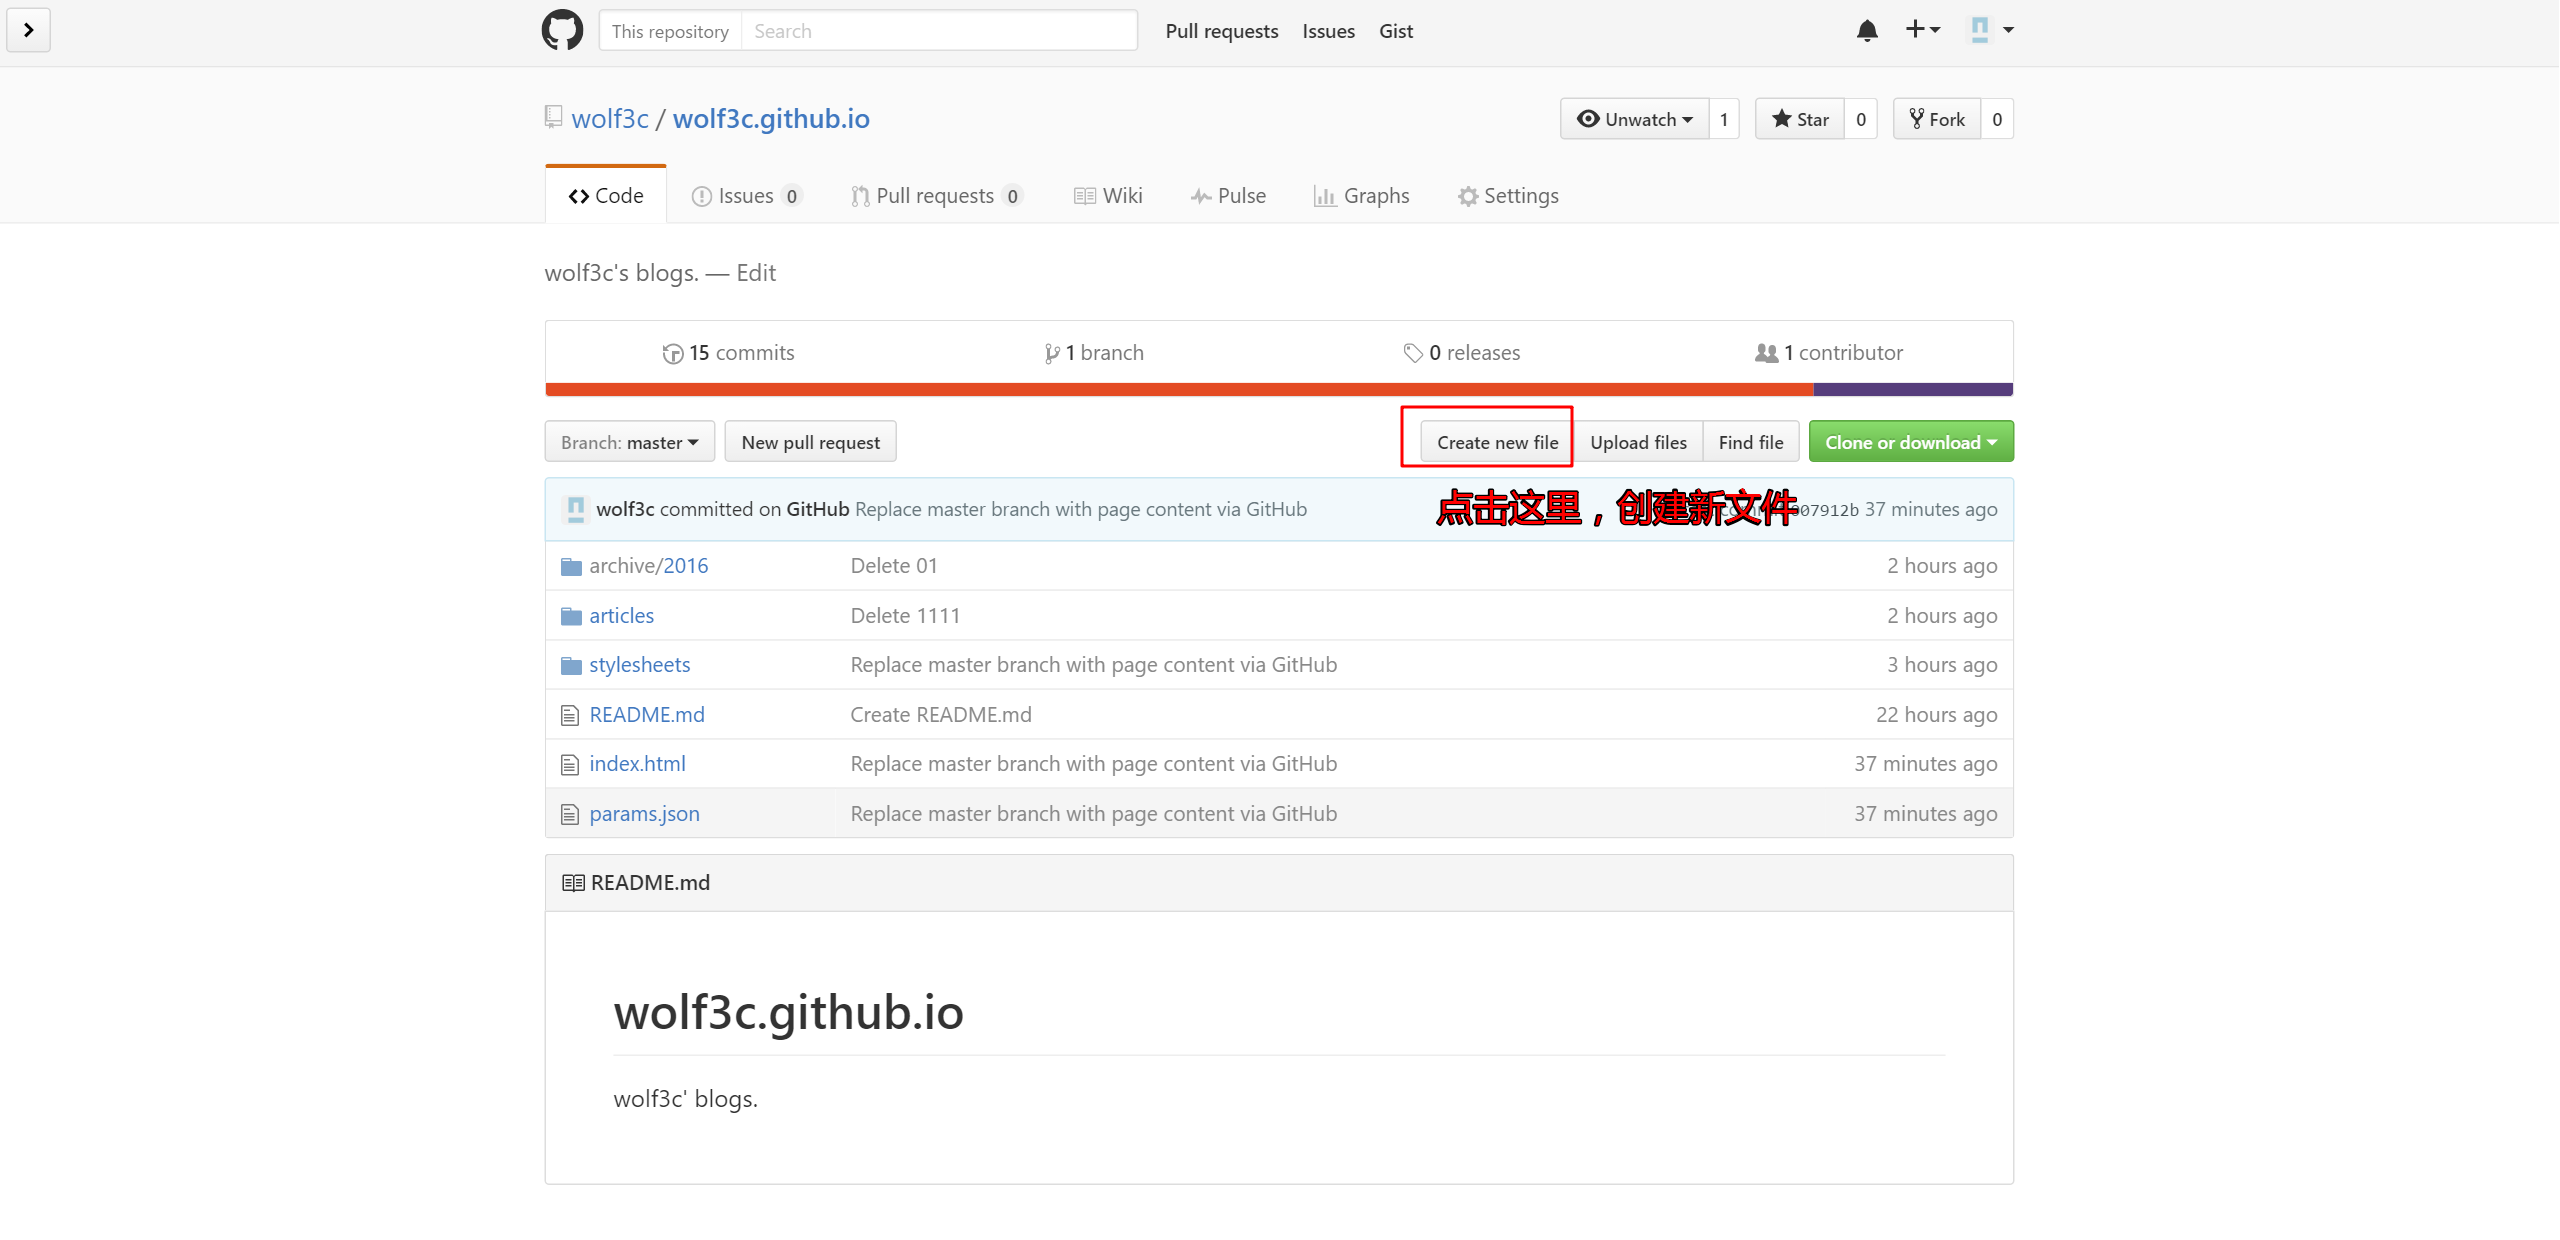 This repository Search Pull requests Issues Gist
wolf3c / wolf3c.github.io Unwatch 1 Star 0 Fork 0
Code Issues 0 Pull requests 0 Wiki Pulse Graphs Settings
wolf3c's blogs. — Edit
15 commits 1 branch 0 releases 1 contributor
Branch: master New pull request Create new file Upload files Find file Clone or download
wolf3c committed on GitHub Replace master branch with page content via GitHub 37 minutes ago
点击这里，创建新文件
archive/2016 Delete 01 2 hours ago
articles Delete 1111 2 hours ago
stylesheets Replace master branch with page content via GitHub 3 hours ago
README.md Create README.md 22 hours ago
index.html Replace master branch with page content via GitHub 37 minutes ago
params.json Replace master branch with page content via GitHub 37 minutes ago
README.md
wolf3c.github.io
wolf3c' blogs.